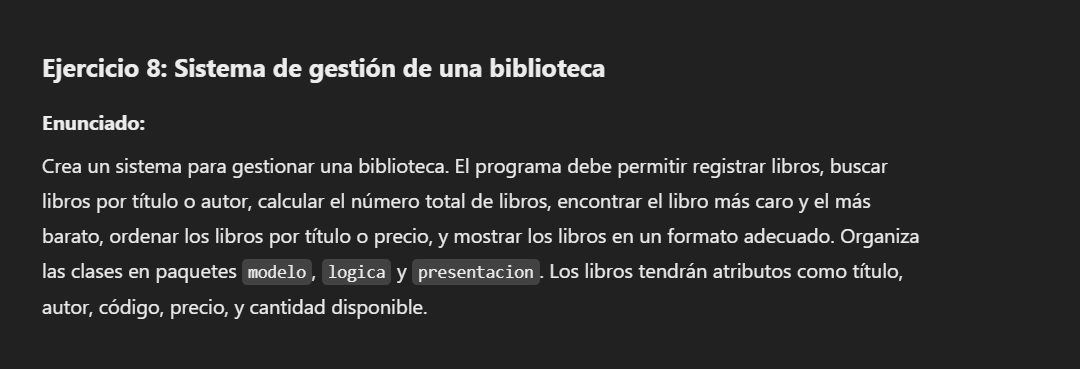 Ejercicio 8: Sistema de gestión de una biblioteca
Enunciado:
Crea un sistema para gestionar una biblioteca. El programa debe permitir registrar libros, buscar
libros por título o autor, calcular el número total de libros, encontrar el libro más caro y el más
barato, ordenar los libros por título o precio, y mostrar los libros en un formato adecuado. Organiza
las clases en paquetes modelo, logica y presentacion. Los libros tendrán atributos como título,
autor, código, precio, y cantidad disponible.